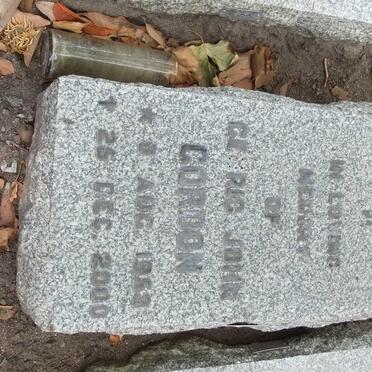 IN LOVING
MEMORY
OF
JOHN
GORDON
* 8 AUG. 1953
† 25 DEC. 2000